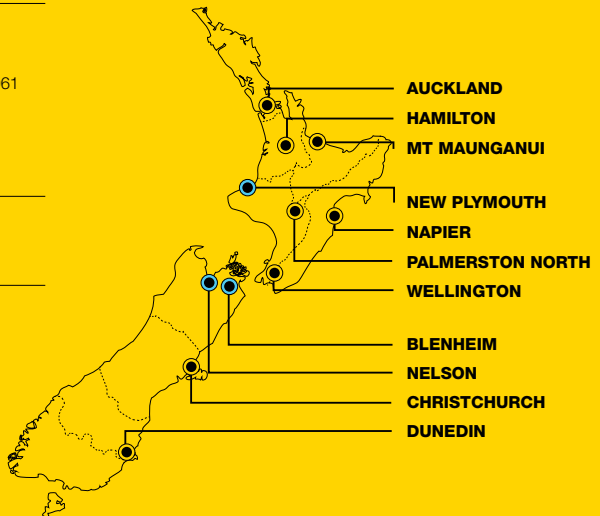 61
AUCKLAND
HAMILTON
MT MAUNGANUI
NEW PLYMOUTH
NAPIER
PALMERSTON NORTH
WELLINGTON
BLENHEIM
NELSON
CHRISTCHURCH
DUNEDIN